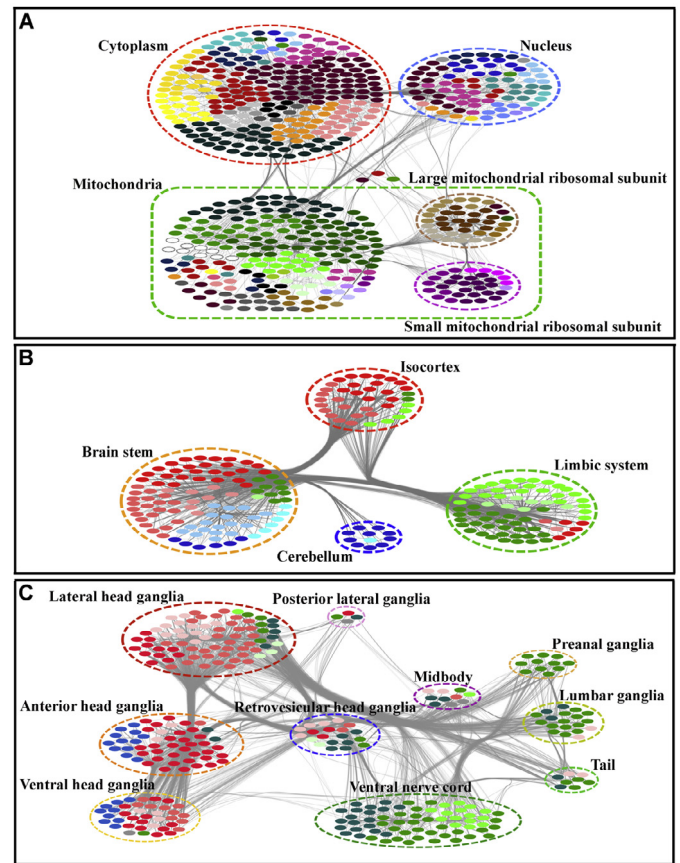 A
Cytoplasm
Nucleus
Mitochondria
Large mitochondrial ribosomal subunit
Small mitochondrial ribosomal subunit
B
Isocortex
Brain stem
Limbic system
Cerebellum
C
Lateral head ganglia
Posterior lateral ganglia
Preanal ganglia
Midbody
Anterior head ganglia
Retrovesicular head ganglia
Lumbar ganglia
Tail
Ventral head ganglia
Ventral nerve cord